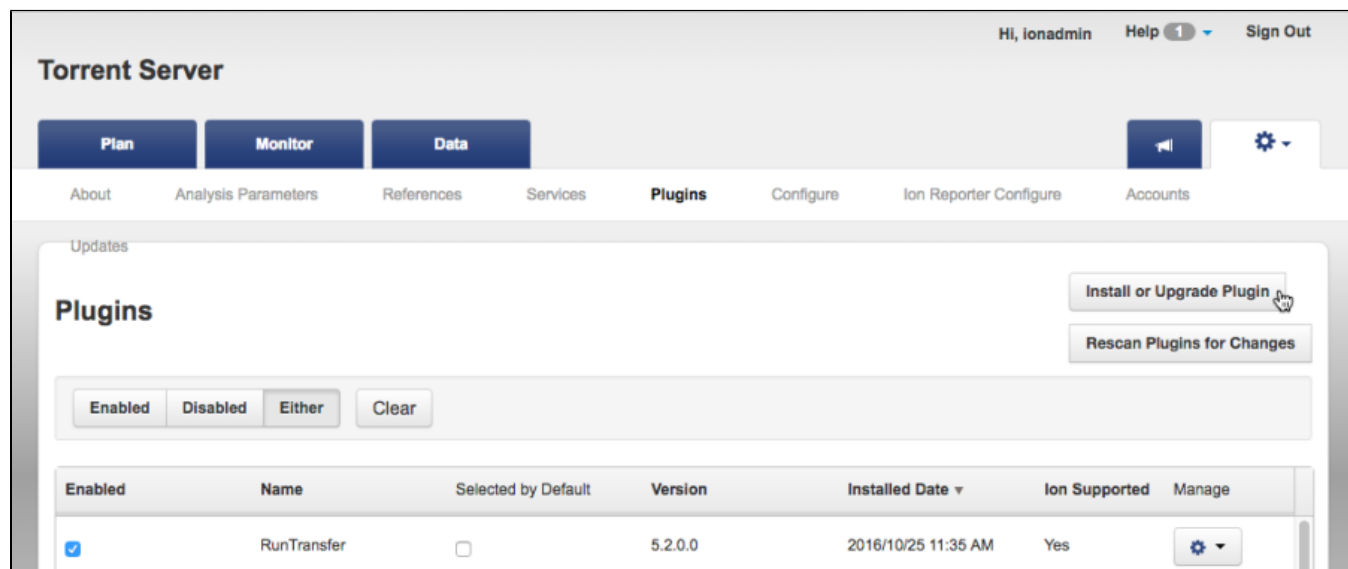 Hi, ionadmin Help 1 Sign Out
Torrent Server
Plan Monitor Data
About Analysis Parameters References Services Plugins Configure Ion Reporter Configure Accounts
Updates
Install or Upgrade Plugin
Plugins
Rescan Plugins for Changes
Enabled Disabled Either Clear
Enabled Name Selected by Default Version Installed Date Ion Supported Manage
RunTransfer 5.2.0.0 2016/10/25 11:35 AM Yes